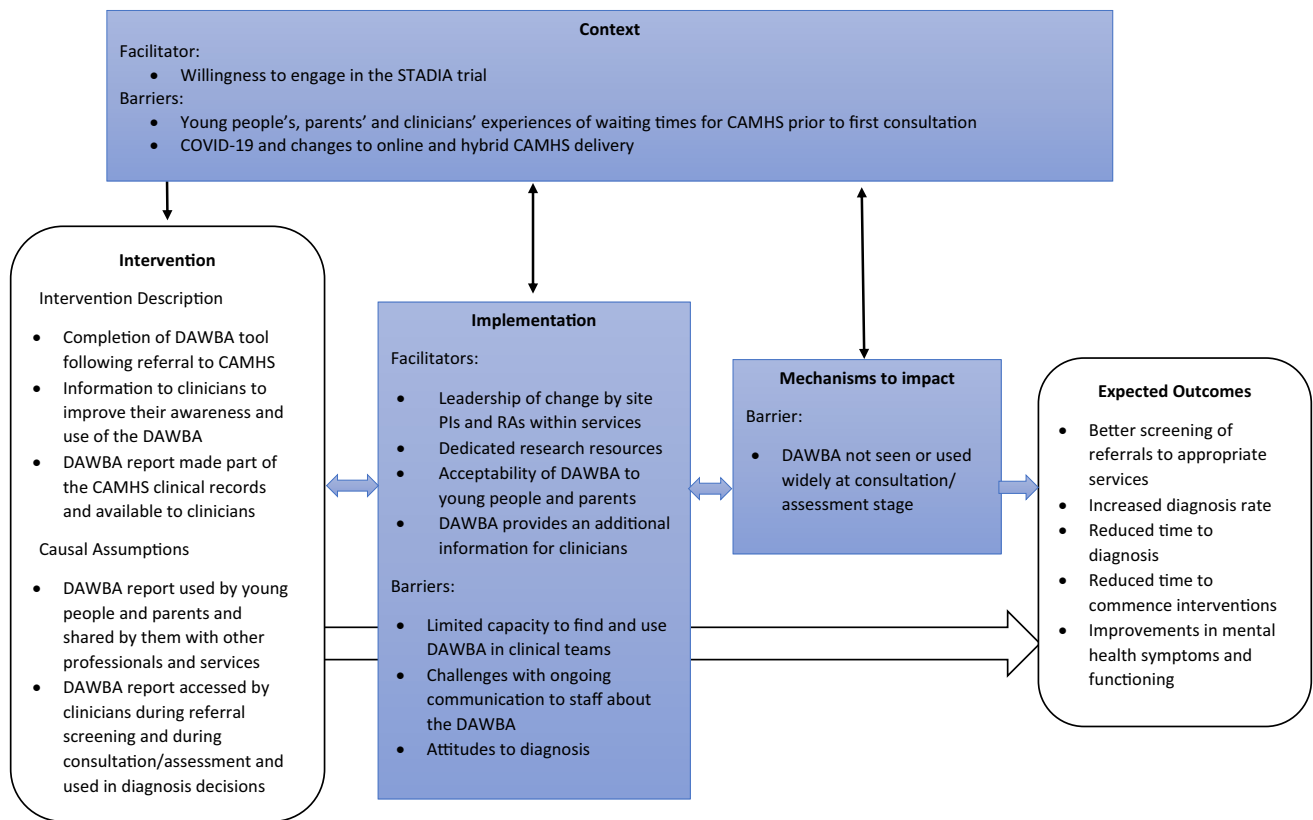 Context
Facilitator:
• Willingness to engage in the STADIA trial
Barriers:
• Young people's, parents' and clinicians' experiences of waiting times for CAMHS prior to first consultation
• COVID-19 and changes to online and hybrid CAMHS delivery
Intervention
Intervention Description
• Completion of DAWBA tool
following referral to CAMHS
• Information to clinicians to
improve their awareness and
use of the DAWBA
• DAWBA report made part of
the CAMHS clinical records
and available to clinicians
Causal Assumptions
• DAWBA report used by young
people and parents and
shared by them with other
professionals and services
• DAWBA report accessed by
clinicians during referral
screening and during
consultation/assessment and
used in diagnosis decisions
Implementation
Facilitators:
• Leadership of change by site
PIs and RAs within services
• Dedicated research resources
• Acceptability of DAWBA to
young people and parents
• DAWBA provides an additional
information for clinicians
Barriers:
• Limited capacity to find and use
DAWBA in clinical teams
• Challenges with ongoing
communication to staff about
the DAWBA
• Attitudes to diagnosis
Mechanisms to impact
Barrier:
• DAWBA not seen or used
widely at consultation/
assessment stage
Expected Outcomes
• Better screening of
referrals to appropriate
services
• Increased diagnosis rate
• Reduced time to
diagnosis
• Reduced time to
commence interventions
• Improvements in mental
health symptoms and
functioning